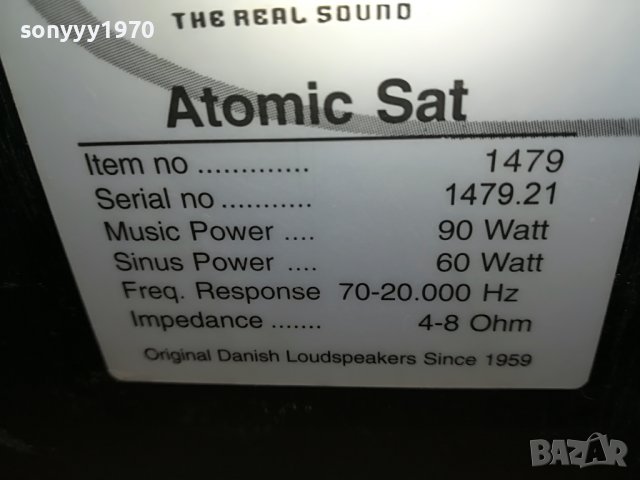 sonyyy1970
THE REAL SOUND
Atomic Sat
Item no ............. 1479
Serial no ........... 1479.21
Music Power .... 90 Watt
Sinus Power .... 60 Watt
Freq. Response 70-20.000 Hz
Impedance ....... 4-8 Ohm
Original Danish Loudspeakers Since 1959
BAZAR